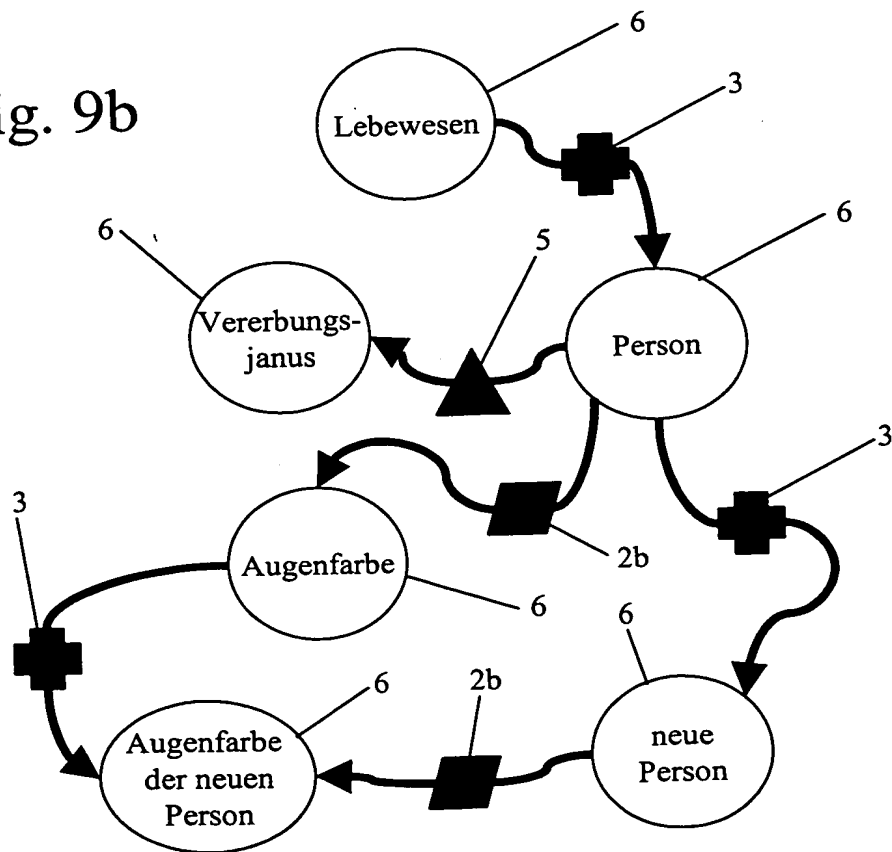 ig. 9b
6
Lebewesen
3
6
6
5
Vererbungs-
janus
Person
3
3
2b
Augenfarbe
6
6
6
2b
Augenfarbe
der neuen
Person
neue
Person